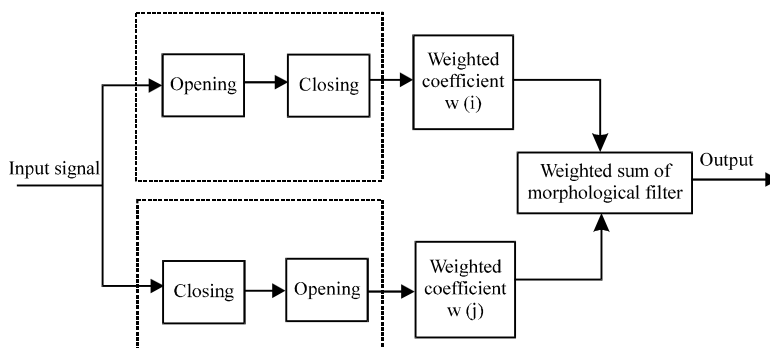 Input signal
Opening
Closing
Weighted
coefficient
w (i)
Closing
Opening
Weighted
coefficient
w (j)
Weighted sum of
morphological filter
Output